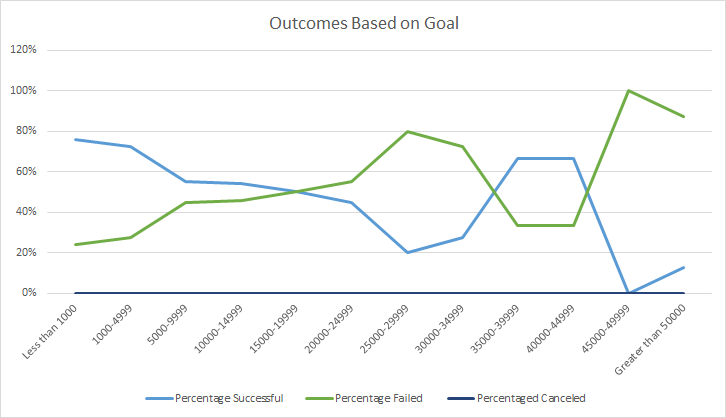 Outcomes Based on Goal
120%
100%
80%
60%
40%
20%
0%
Less than 1000
1000-4999
5000-9999
10000-14999
15000-19999
20000-24999
25000-29999
30000-34999
35000-39999
40000-44999
45000-49999
Greater than 50000
Percentage Successful
Percentage Failed
Percentaged Canceled